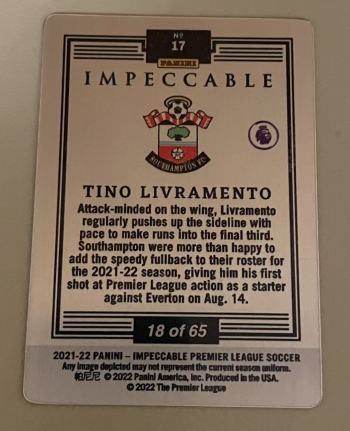 Nº
17
PANINI
IMPECCABLE
SOUTHAMPTON FC
TINO LIVRAMENTO
Attack-minded on the wing, Livramento
regularly pushes up the sideline with
pace to make runs into the final third.
Southampton were more than happy to
add the speedy fullback to their roster for
the 2021-22 season, giving him his first
shot at Premier League action as a starter
against Everton on Aug. 14.
18 of 65
2021-22 PANINI – IMPECCABLE PREMIER LEAGUE SOCCER
Any image depicted may not represent the current season uniform.
帕尼尼 © 2022 Panini America, Inc. Produced in the USA.
© 2022 The Premier League